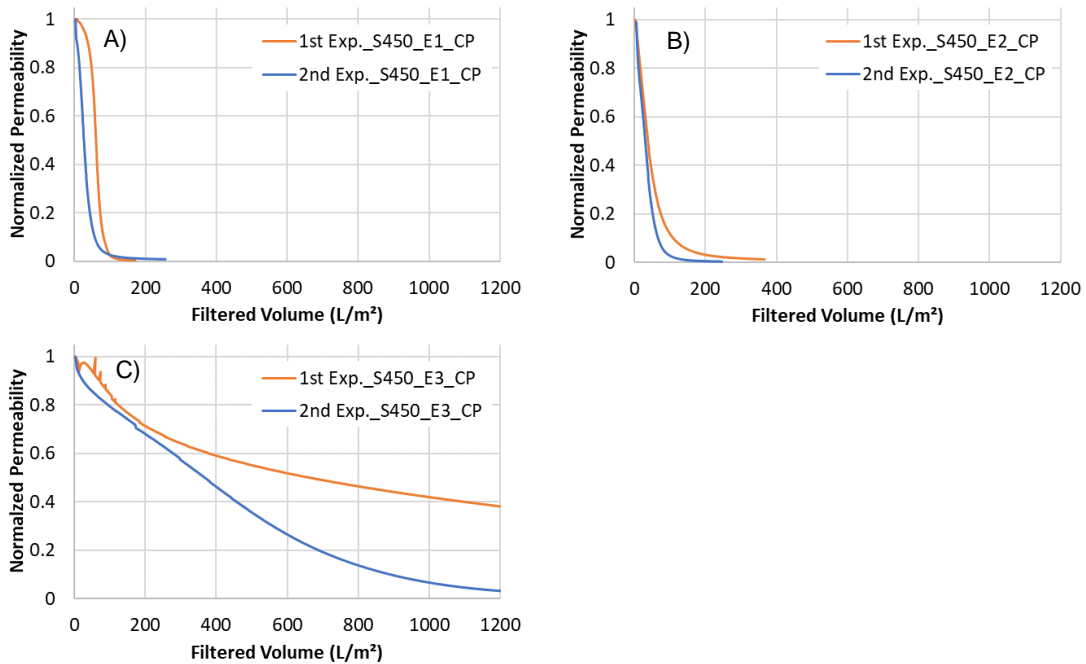 A)
1st Exp._S450_E1_CP
2nd Exp._S450_E1_CP
Normalized Permeability
1
0.8
0.6
0.4
0.2
0
0 200 400 600 800 1000 1200
Filtered Volume (L/m²)
B)
1st Exp._S450_E2_CP
2nd Exp._S450_E2_CP
Normalized Permeability
1
0.8
0.6
0.4
0.2
0
0 200 400 600 800 1000 1200
Filtered Volume (L/m²)
C)
1st Exp._S450_E3_CP
2nd Exp._S450_E3_CP
Normalzed Permeability
1
0.8
0.6
0.4
0.2
0
0 200 400 600 800 1000 1200
Filtered Volume (L/m²)